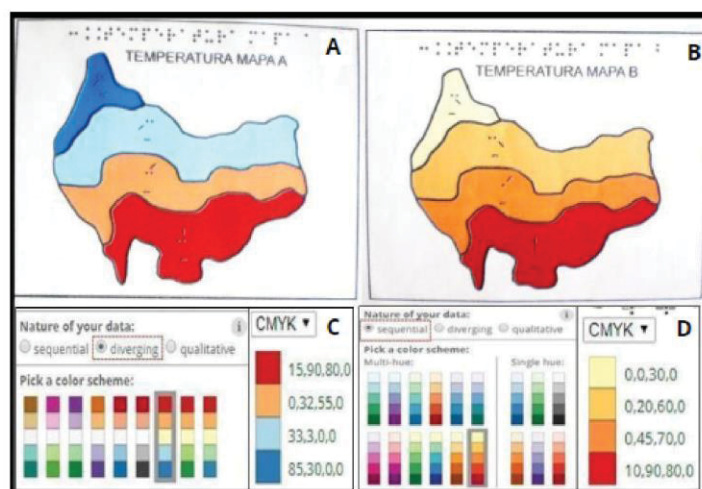 A
TEMPERATURA MAPA A
B
TEMPERATURA MAPA B
Nature of your data:
sequential diverging qualitative
Pick a color scheme:
CMYK ▼ C
15,90,80,0
0,32,55,0
33,3,0,0
85,30,0,0
Nature of your data:
sequential diverging qualitative
Pick a color scheme:
Multi-hue: Single hue:
CMYK ▼ D
0,0,30,0
0,20,60,0
0,45,70,0
10,90,80,0